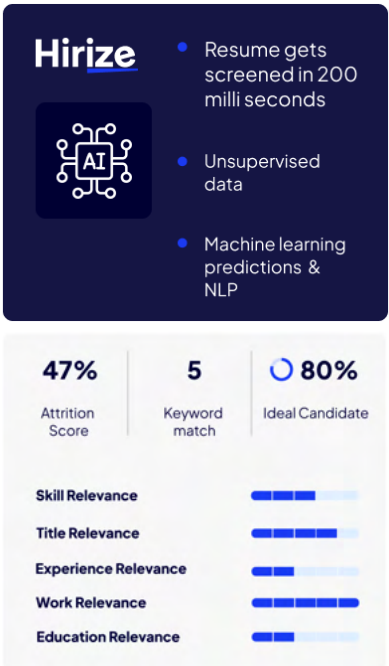 Hirize
Resume gets
screened in 200
milli seconds
AI
Unsupervised
data
Machine learning
predictions &
NLP
47%
5
80%
Attrition
Score
Keyword
match
Ideal Candidate
Skill Relevance
Title Relevance
Experience Relevance
Work Relevance
Education Relevance